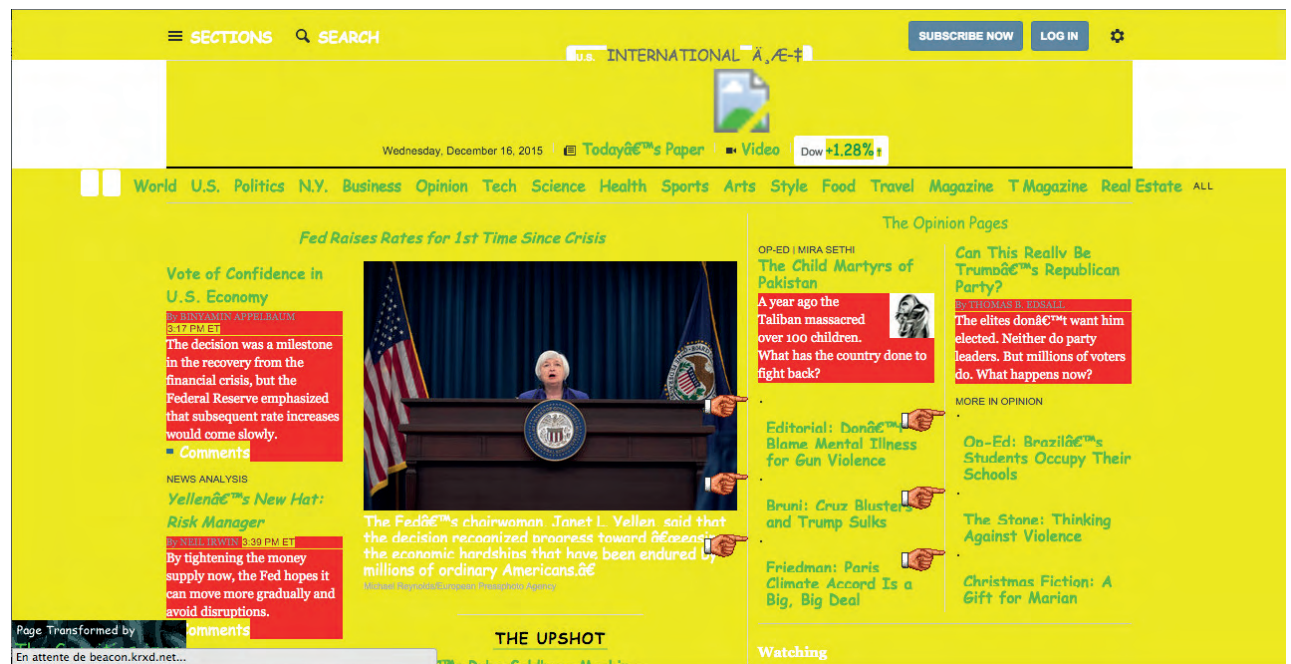 SECTIONS SEARCH SUBSCRIBE NOW LOG IN
U.S. INTERNATIONAL Ä¸Æ–‡
Wednesday, December 16, 2015 Todayâ€™s Paper Video Dow +1.28%
World U.S. Politics N.Y. Business Opinion Tech Science Health Sports Arts Style Food Travel Magazine T Magazine Real Estate ALL
Fed Raises Rates for 1st Time Since Crisis
Vote of Confidence in
U.S. Economy
By BINYAMIN APPELBAUM
3:17 PM ET
The decision was a milestone
in the recovery from the
financial crisis, but the
Federal Reserve emphasized
that subsequent rate increases
would come slowly.
Comments
NEWS ANALYSIS
Yellenâ€™s New Hat:
Risk Manager
By NEIL IRWIN 3:39 PM ET
By tightening the money
supply now, the Fed hopes it
can move more gradually and
avoid disruptions.
Comments
The Fedâ€™s chairwoman, Janet L. Yellen, said that
the decision recognized progress toward â€œeasing
the economic hardships that have been endured by
millions of ordinary Americans.â€
Michael Reynolds/European Pressphoto Agency
THE UPSHOT
The Opinion Pages
OP-ED | MIRA SETHI
The Child Martyrs of
Pakistan
A year ago the
Taliban massacred
over 100 children.
What has the country done to
fight back?
Editorial: Donâ€™t
Blame Mental Illness
for Gun Violence
Bruni: Cruz Blusters
and Trump Sulks
Friedman: Paris
Climate Accord Is a
Big, Big Deal
Can This Really Be
Trumpâ€™s Republican
Party?
By THOMAS B. EDSALL
The elites donâ€™t want him
elected. Neither do party
leaders. But millions of voters
do. What happens now?
MORE IN OPINION
Op-Ed: Brazilâ€™s
Students Occupy Their
Schools
The Stone: Thinking
Against Violence
Christmas Fiction: A
Gift for Marian
Watching
Page Transformed by
En attente de beacon.krxd.net...